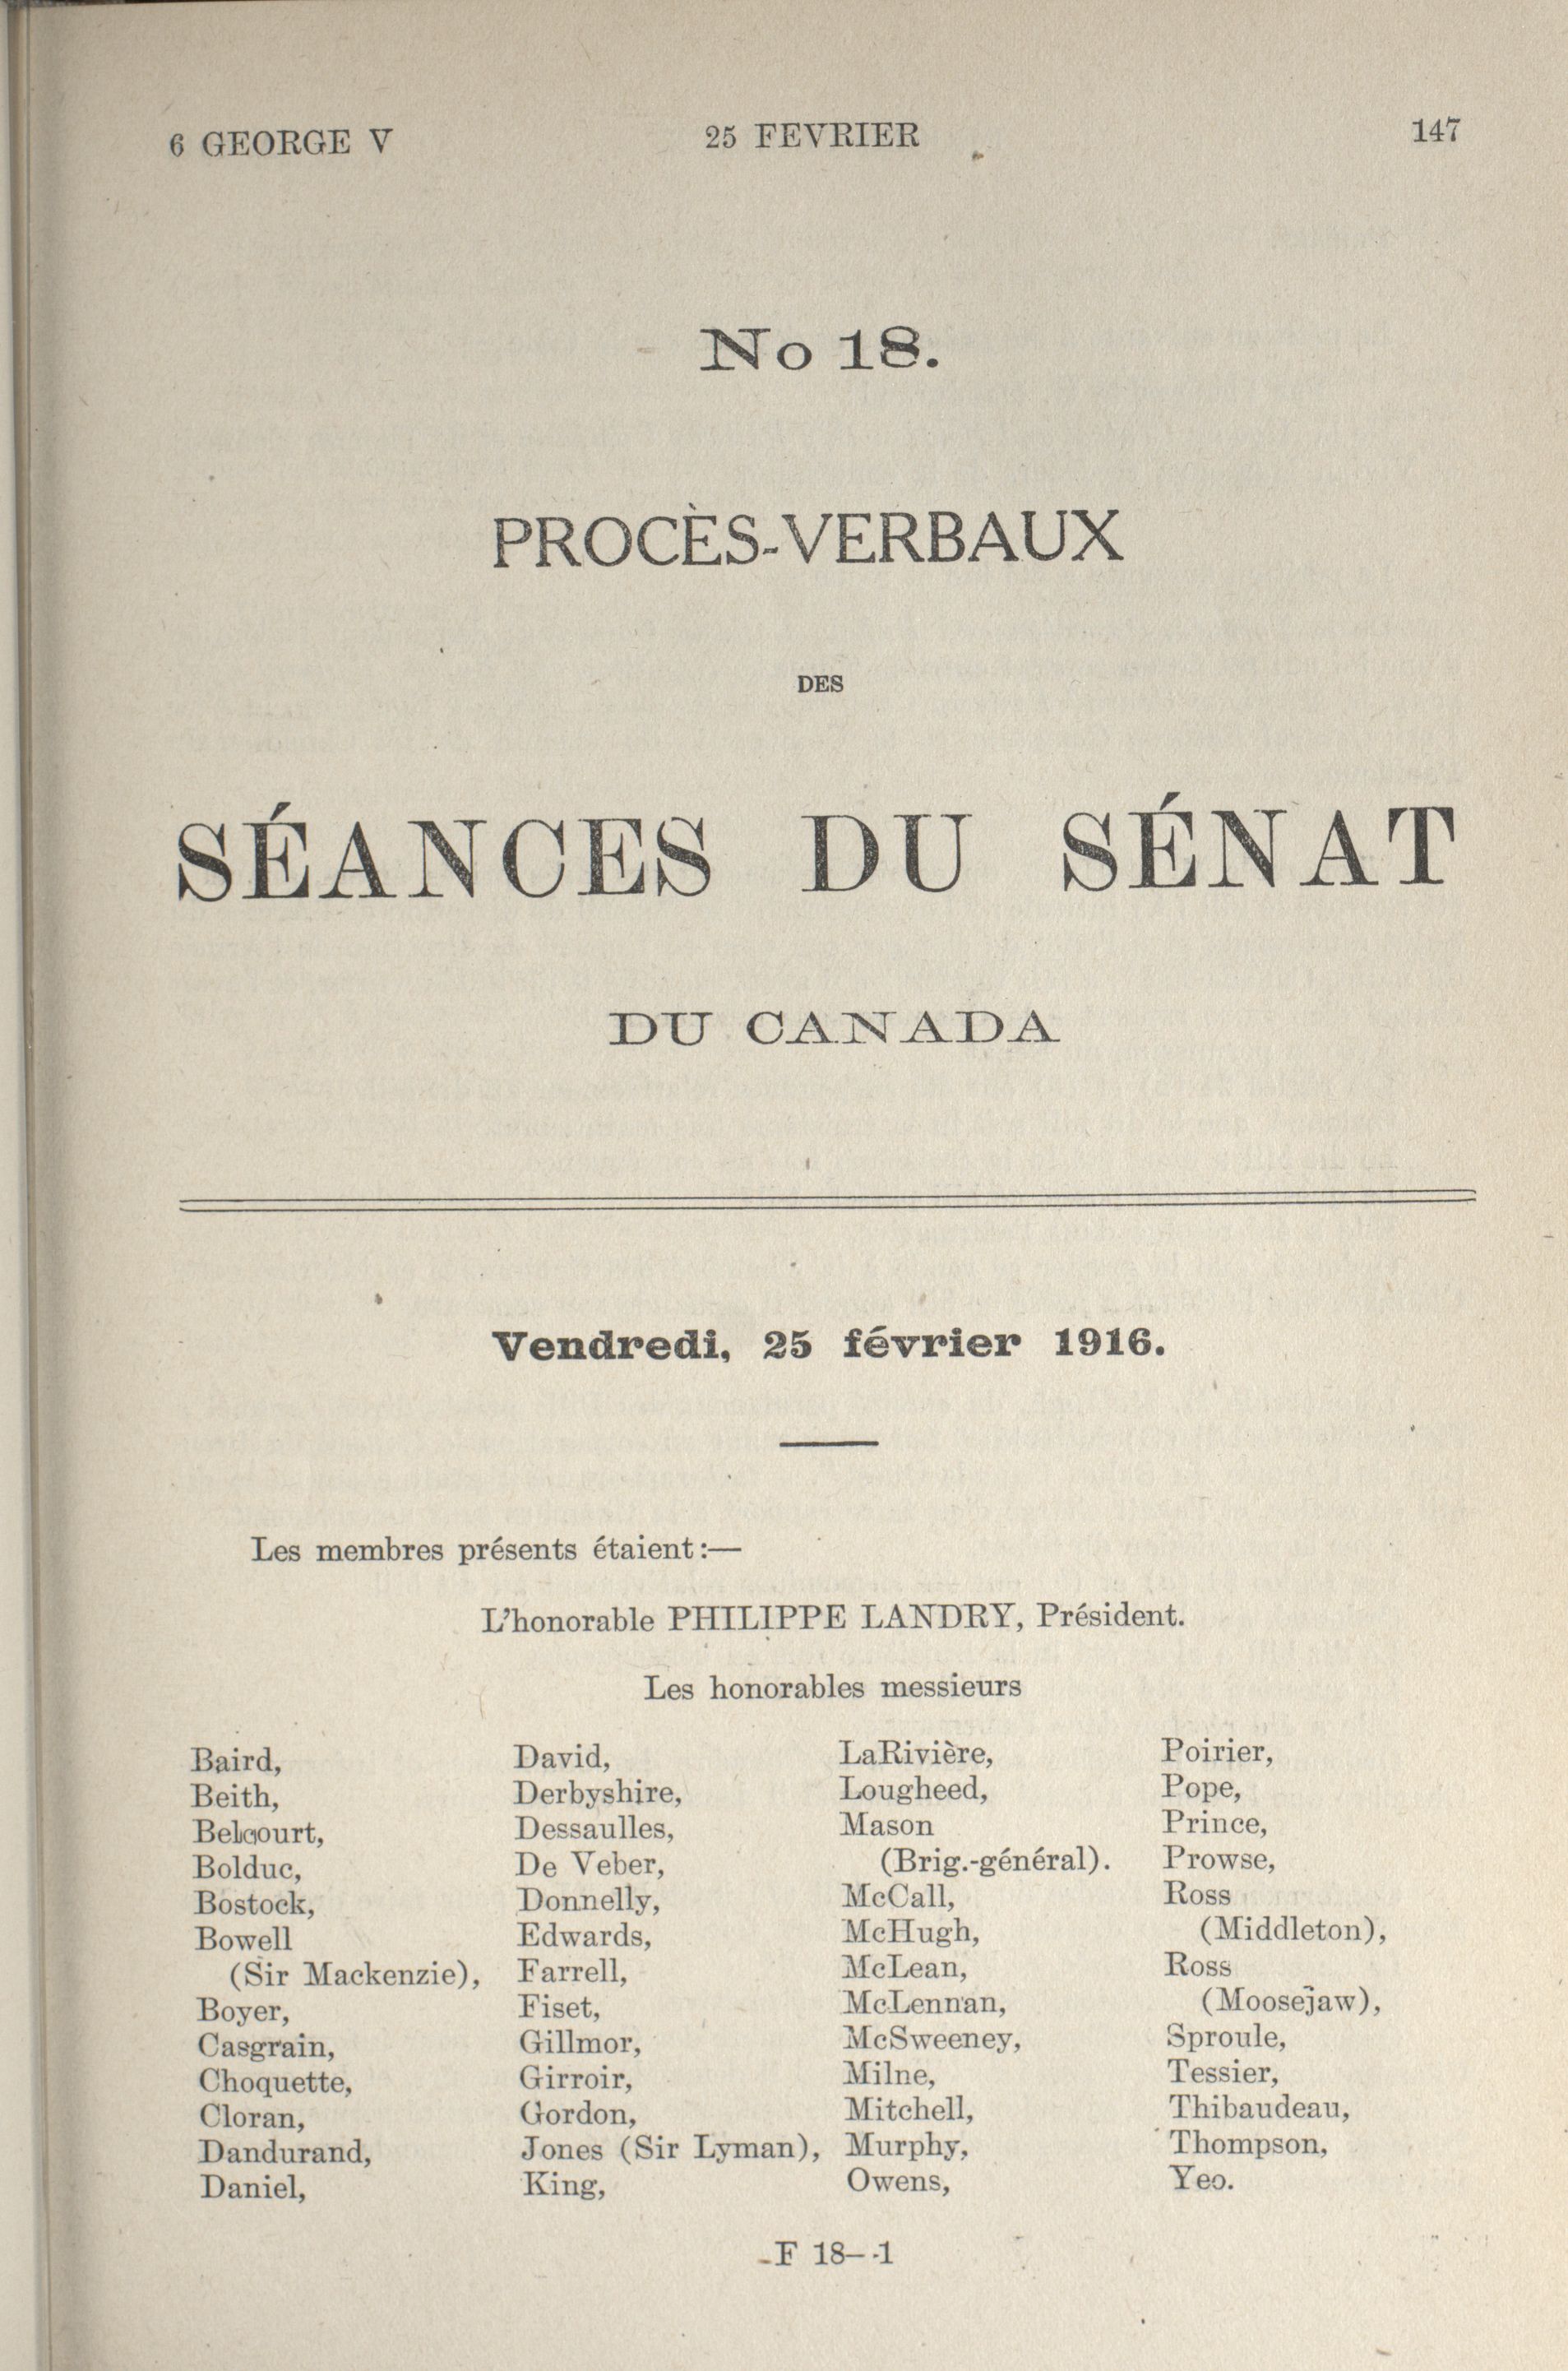 6 GEORGE V 25 FEVRIER 147
No 18.
PROCÈS-VERBAUX
DES
SÉANCES DU SÉNAT
DU CANADA
Vendredi, 25 février 1916.
Les membres présents étaient:—
L'honorable PHILIPPE LANDRY, Président.
Les honorables messieurs
Baird,
Beith,
Belcourt,
Bolduc,
Bostock,
Bowell
(Sir Mackenzie),
Boyer,
Casgrain,
Choquette,
Cloran,
Dandurand,
Daniel,
David,
Derbyshire,
Dessaulles,
De Veber,
Donnelly,
Edwards,
Farrell,
Fiset,
Gillmor,
Girroir,
Gordon,
Jones (Sir Lyman),
King,
LaRivière,
Lougheed,
Mason
(Brig.-général).
McCall,
McHugh,
McLean,
McLennan,
McSweeney,
Milne,
Mitchell,
Murphy,
Owens,
Poirier,
Pope,
Prince,
Prowse,
Ross
(Middleton),
Ross
(Moosejaw),
Sproule,
Tessier,
Thibaudeau,
Thompson,
Yeo.
F 18—1